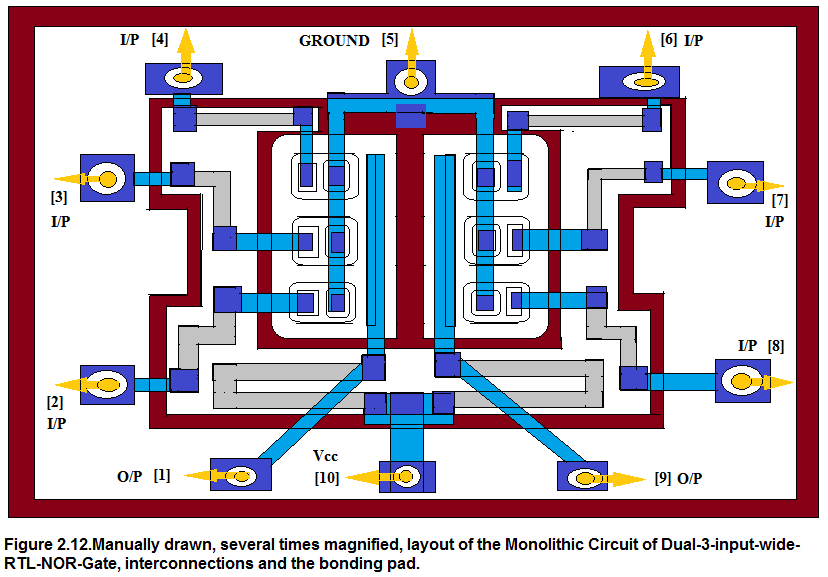 I/P [4]
GROUND [5]
[6] I/P
[3]
I/P
[7]
I/P
[2]
I/P
I/P [8]
O/P [1]
Vcc
[10]
[9] O/P
Figure 2.12.Manually drawn, several times magnified, layout of the Monolithic Circuit of Dual-3-input-wide-
RTL-NOR-Gate, interconnections and the bonding pad.